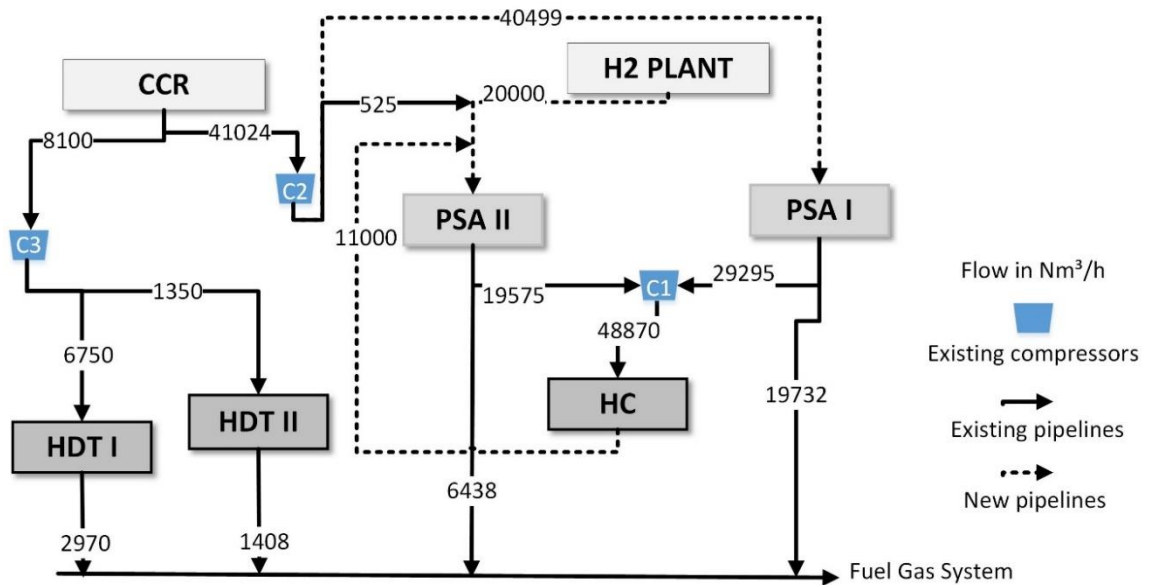 40499
CCR
H2 PLANT
525
20000
8100
41024
C2
PSA II
PSA I
11000
C3
1350
19575
C1
29295
Flow in Nm³/h
48870
6750
Existing compressors
19732
HC
HDT II
HDT I
Existing pipelines
6438
New pipelines
2970
1408
Fuel Gas System